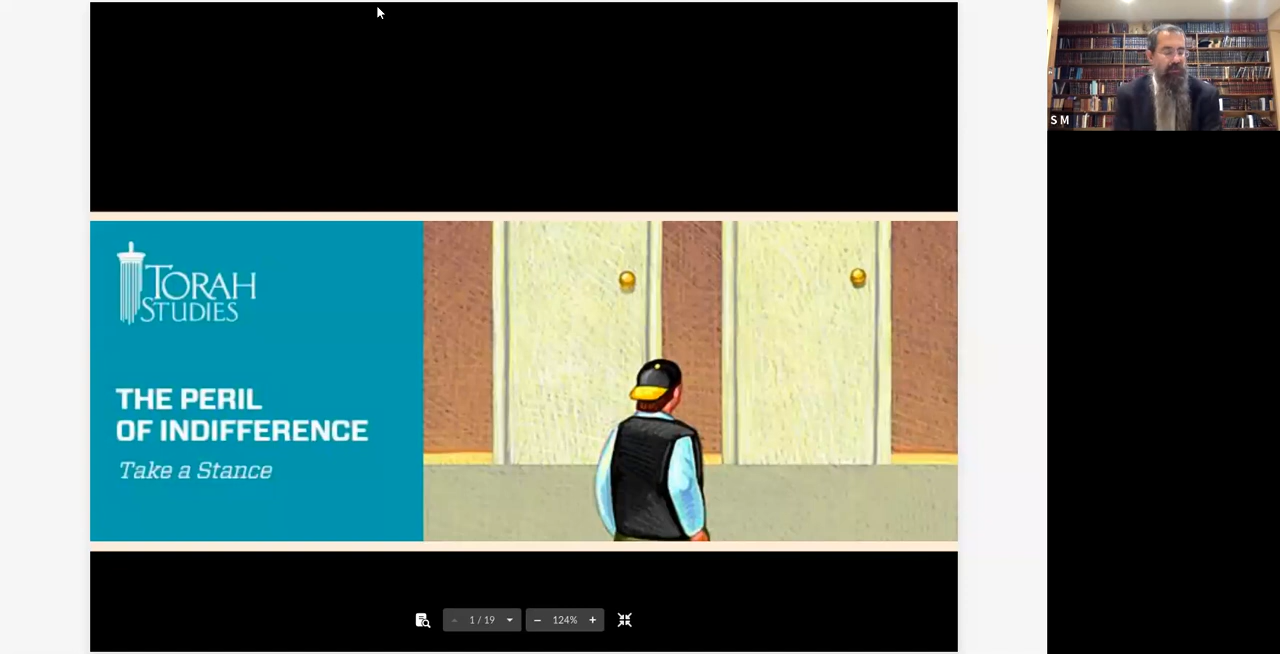 S M
TORAH
STUDIES
THE PERIL
OF INDIFFERENCE
Take a Stance
1 / 19
124%